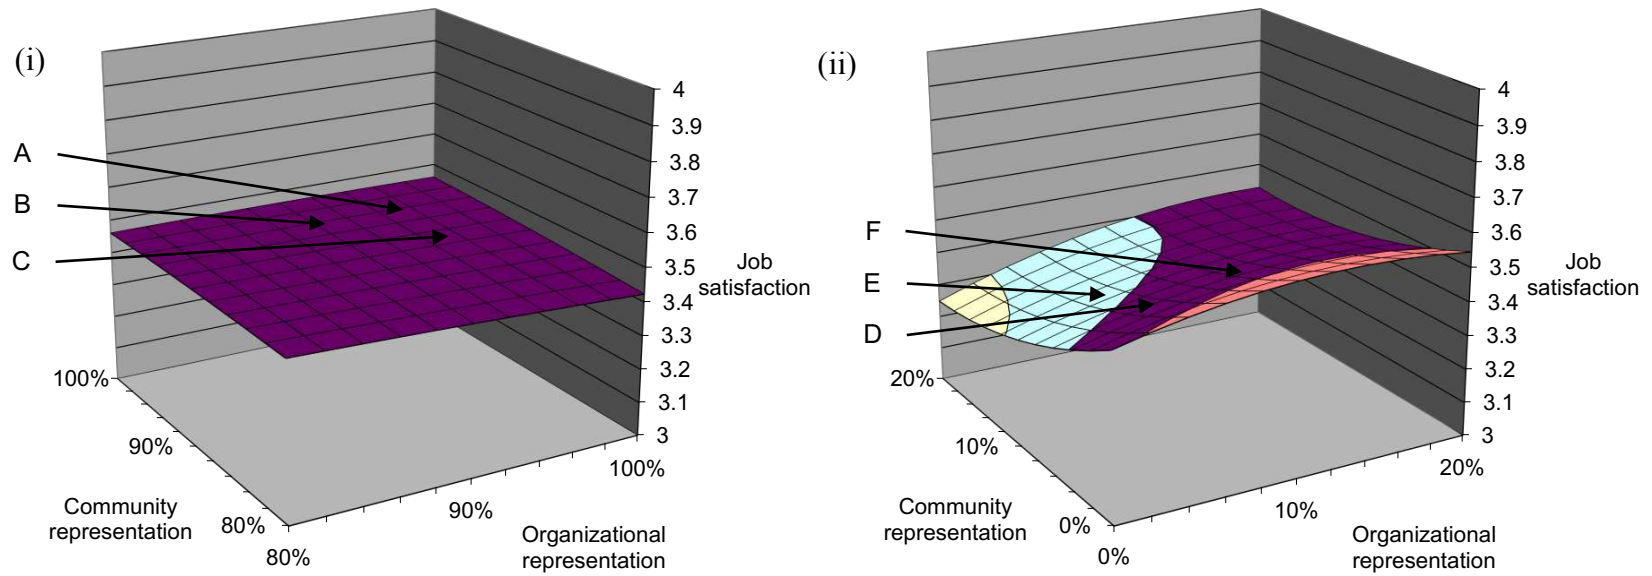 (i)
A
B
C
4
3.9
3.8
3.7
3.6
3.5
3.4
3.3
3.2
3.1
3
Job
satisfaction
100%
90%
80%
Community
representation
80%
90%
100%
Organizational
representation
(ii)
F
E
D
4
3.9
3.8
3.7
3.6
3.5
3.4
3.3
3.2
3.1
3
Job
satisfaction
20%
10%
0%
Community
representation
0%
10%
20%
Organizational
representation